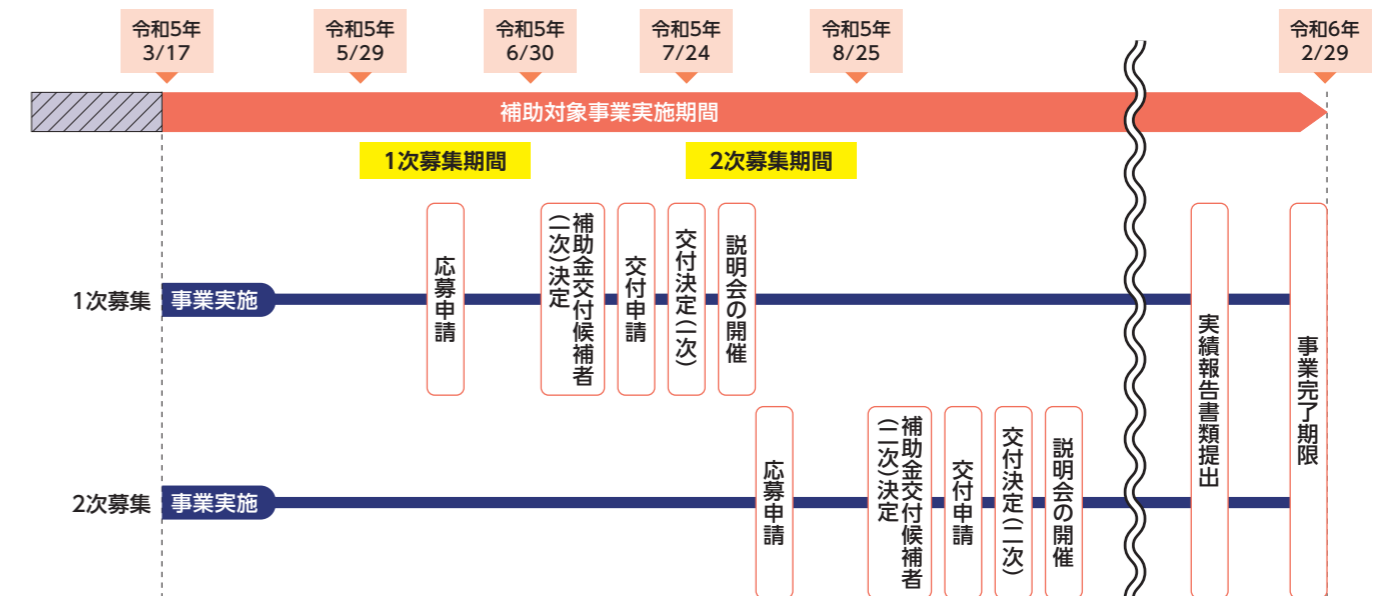 令和5年
3/17
令和5年
5/29
令和5年
6/30
令和5年
7/24
令和5年
8/25
令和6年
2/29
補助対象事業実施期間
1次募集期間
2次募集期間
1次募集
事業実施
応募申請
補助金交付候補者
(一次)決定
交付申請
交付決定(一次)
説明会の開催
2次募集
事業実施
応募申請
補助金交付候補者
(二次)決定
交付申請
交付決定(二次)
説明会の開催
実績報告書類提出
事業完了期限